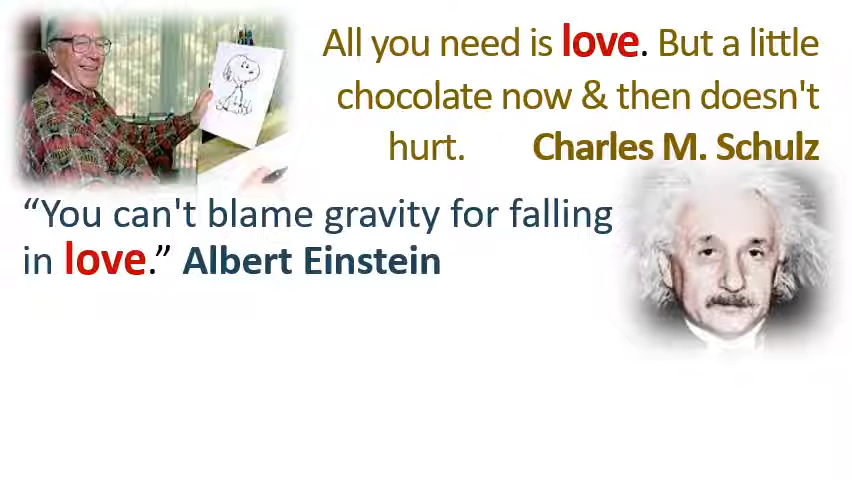 All you need is love. But a little
chocolate now & then doesn't
hurt. Charles M. Schulz
“You can't blame gravity for falling
in love.” Albert Einstein